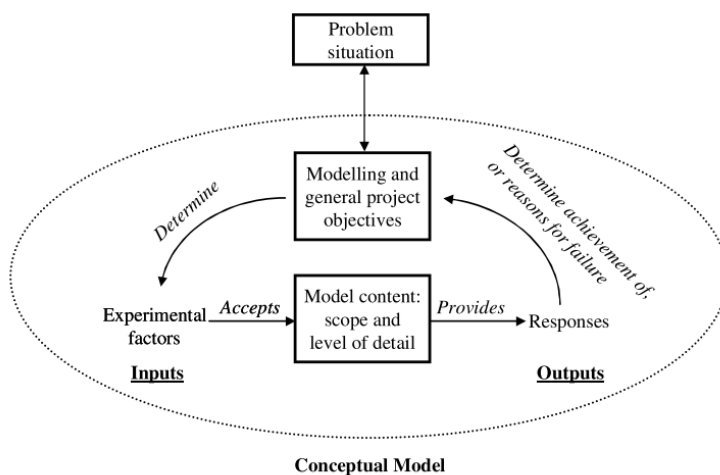 Problem
situation
Modelling and
general project
objectives
Determine
Determine achievement of,
or reasons for failure
Experimental
factors
Accepts
Model content:
scope and
level of detail
Provides
Responses
Inputs
Outputs
Conceptual Model